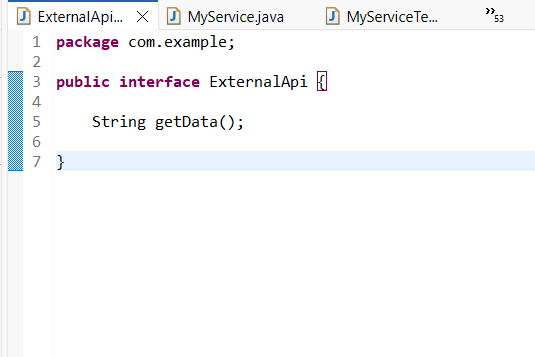 ExternalApi... MyService.java MyServiceTe... »53
1 package com.example;
2
3 public interface ExternalApi {
4
5 String getData();
6
7 }